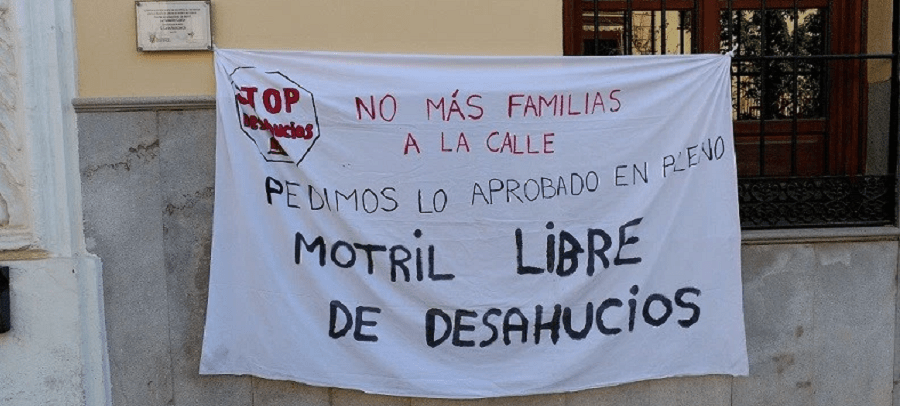 STOP
DESAHUCIOS
NO MÁS FAMILIAS
A LA CALLE
PEDIMOS LO APROBADO EN PLENO
MOTRIL LIBRE
DE DESAHUCIOS